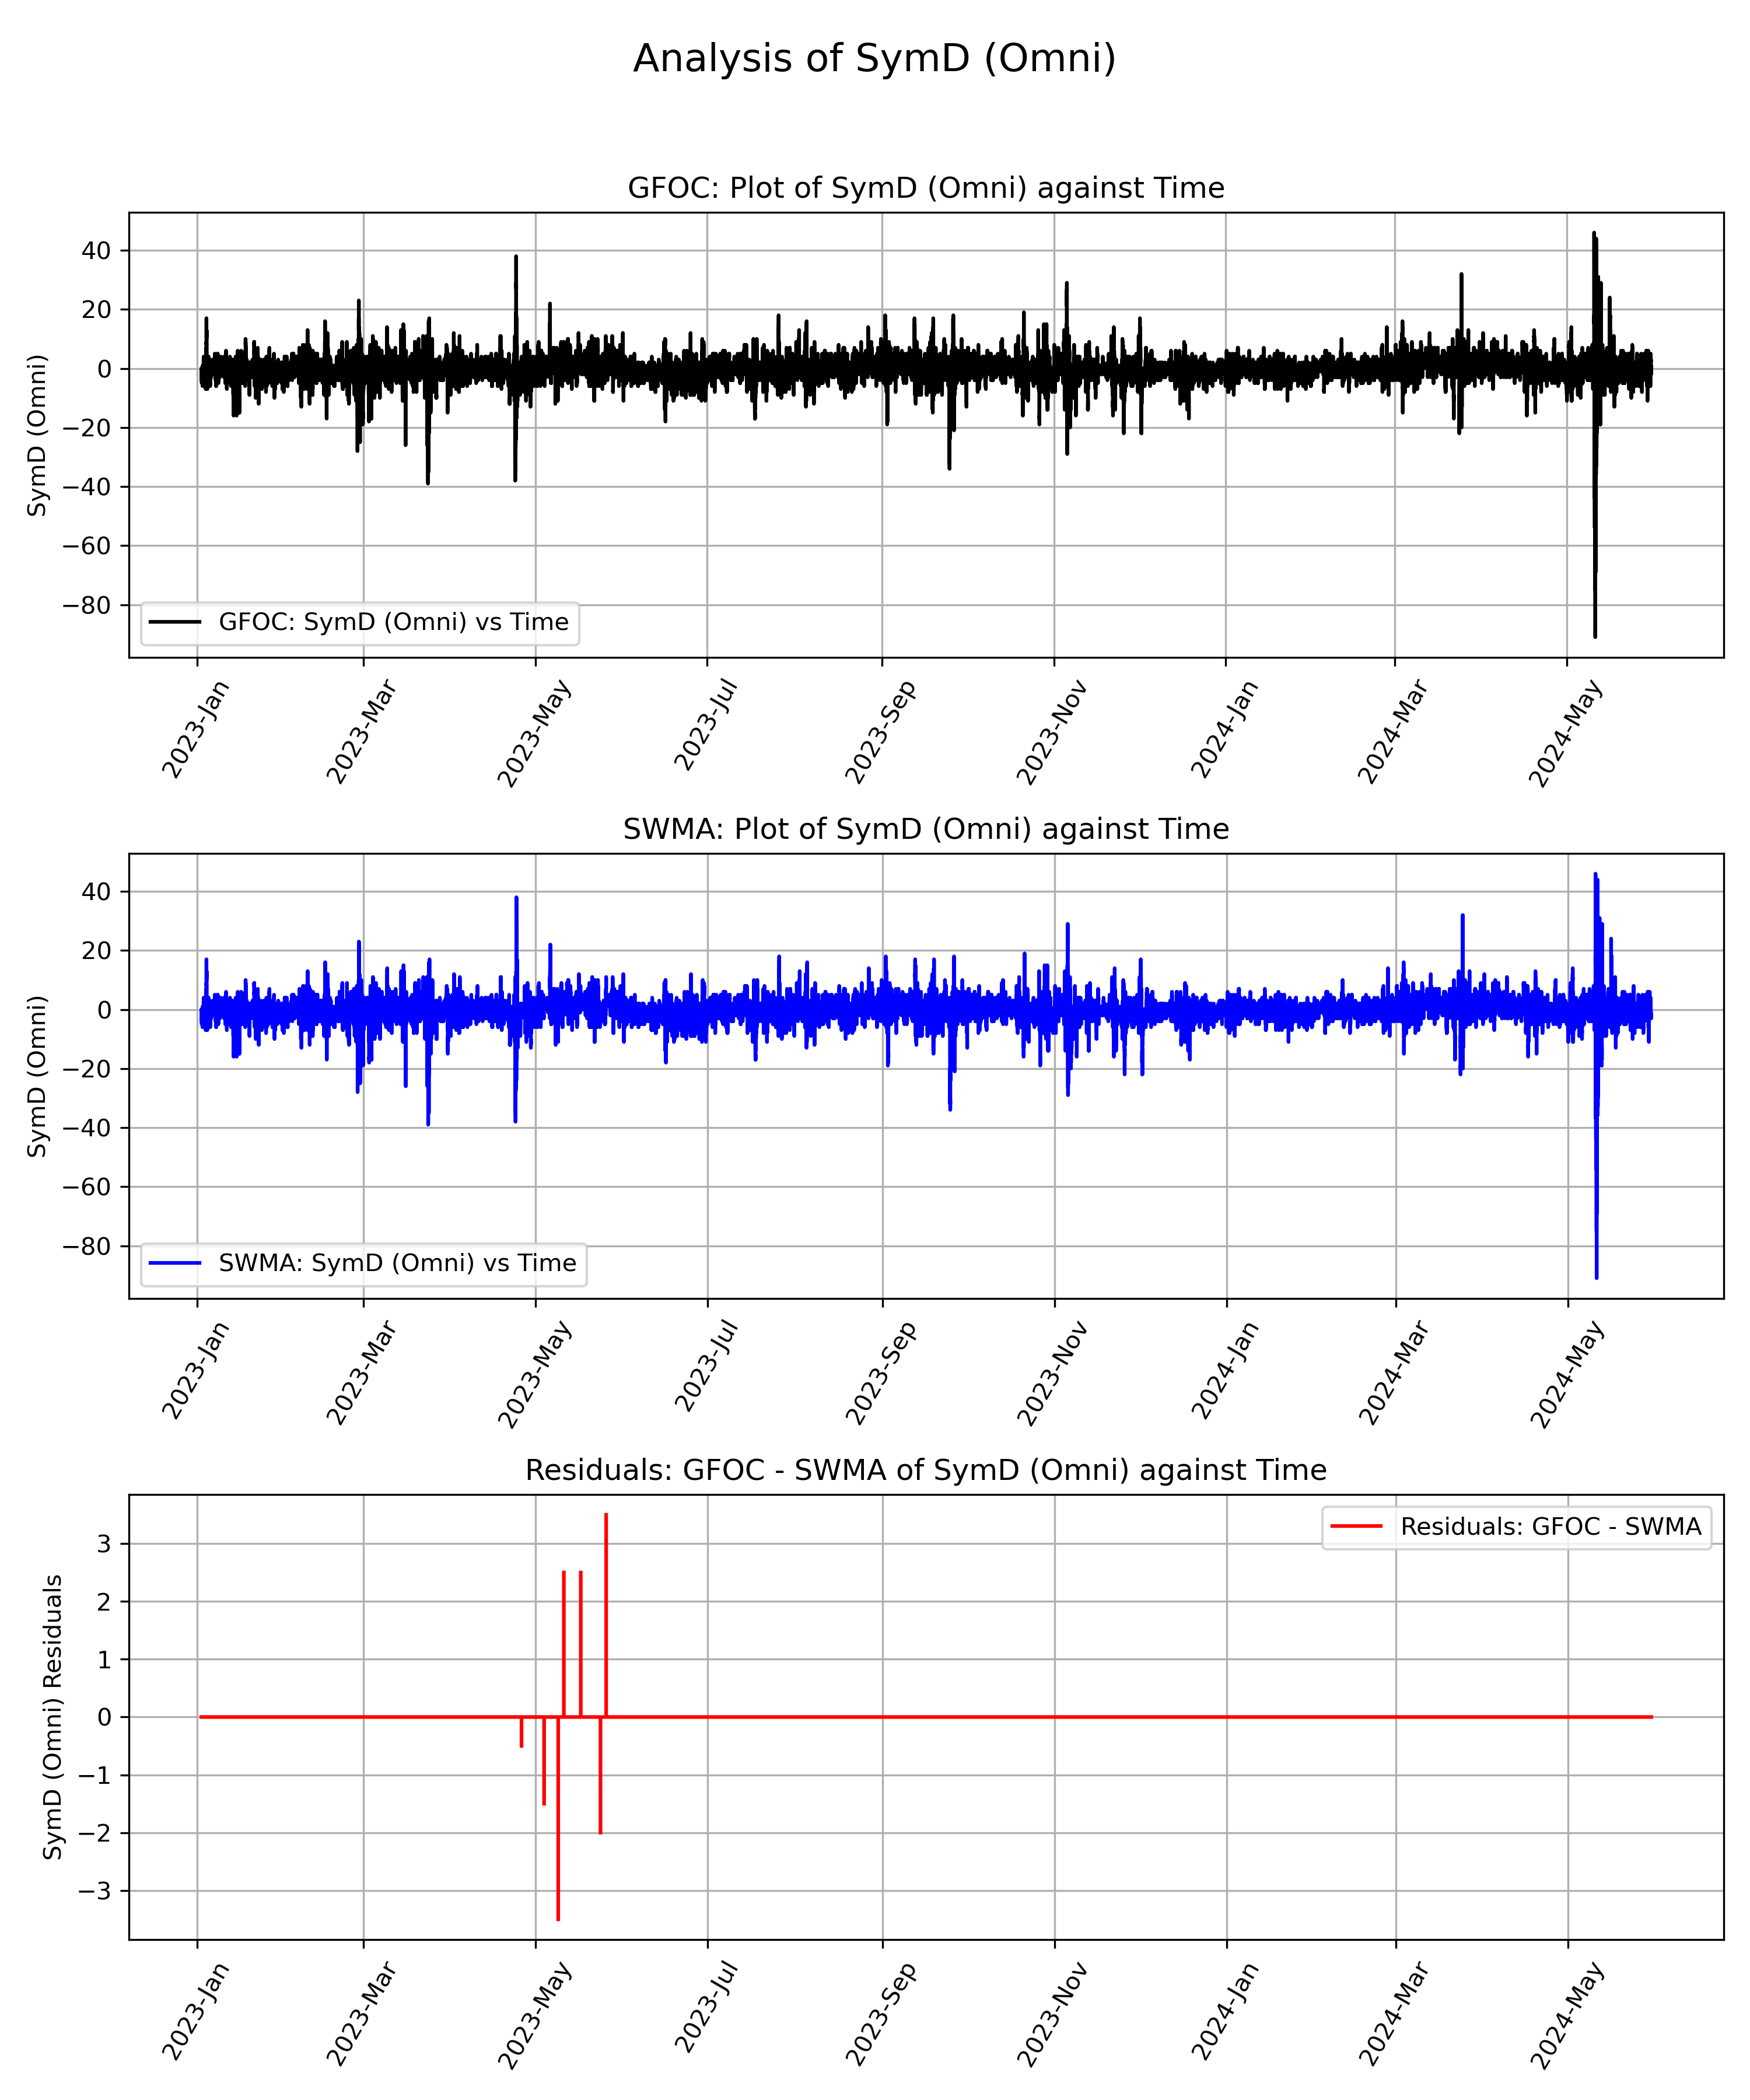 Analysis of SymD (Omni)
GFOC: Plot of SymD (Omni) against Time
SymD (Omni)
40
20
0
−20
−40
−60
−80
GFOC: SymD (Omni) vs Time
2023-Jan
2023-Mar
2023-May
2023-Jul
2023-Sep
2023-Nov
2024-Jan
2024-Mar
2024-May
SWMA: Plot of SymD (Omni) against Time
SymD (Omni)
40
20
0
−20
−40
−60
−80
SWMA: SymD (Omni) vs Time
2023-Jan
2023-Mar
2023-May
2023-Jul
2023-Sep
2023-Nov
2024-Jan
2024-Mar
2024-May
Residuals: GFOC - SWMA of SymD (Omni) against Time
SymD (Omni) Residuals
3
2
1
0
−1
−2
−3
Residuals: GFOC - SWMA
2023-Jan
2023-Mar
2023-May
2023-Jul
2023-Sep
2023-Nov
2024-Jan
2024-Mar
2024-May